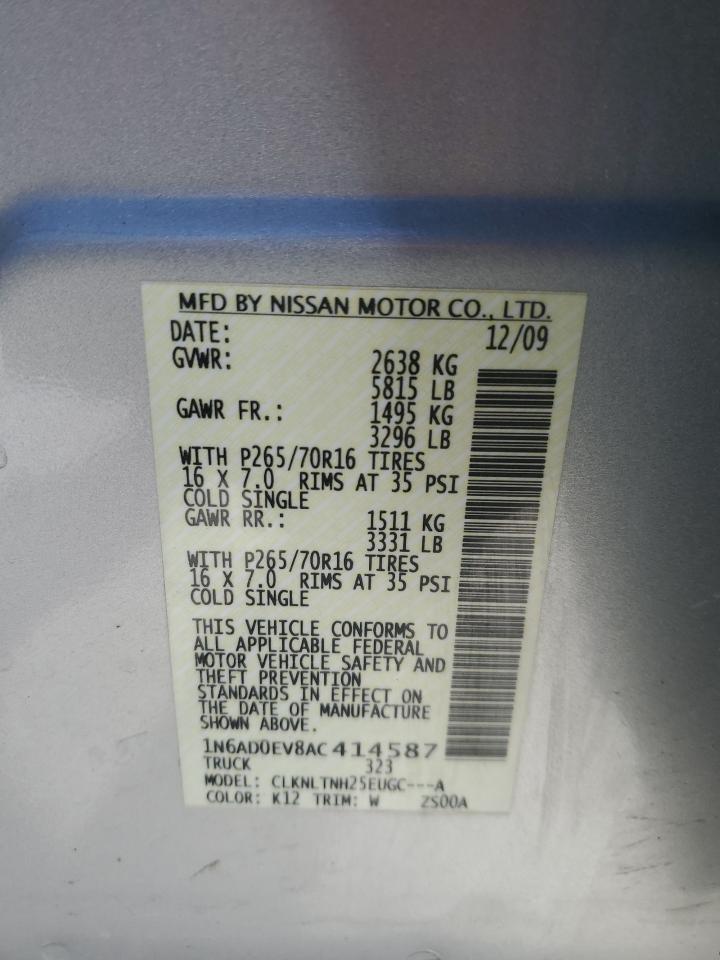 MFD BY NISSAN MOTOR CO., LTD.
DATE: 12/09
GVWR: 2638 KG
5815 LB
GAWR FR.: 1495 KG
3296 LB
WITH P265/70R16 TIRES
16 X 7.0 RIMS AT 35 PSI
COLD SINGLE
GAWR RR.: 1511 KG
3331 LB
WITH P265/70R16 TIRES
16 X 7.0 RIMS AT 35 PSI
COLD SINGLE
THIS VEHICLE CONFORMS TO
ALL APPLICABLE FEDERAL
MOTOR VEHICLE SAFETY AND
THEFT PREVENTION
STANDARDS IN EFFECT ON
THE DATE OF MANUFACTURE
SHOWN ABOVE.
1N6AD0EV8AC414587
TRUCK 323
MODEL: CLKNLTNH25EUGC---A
COLOR: K12 TRIM: W ZS00A